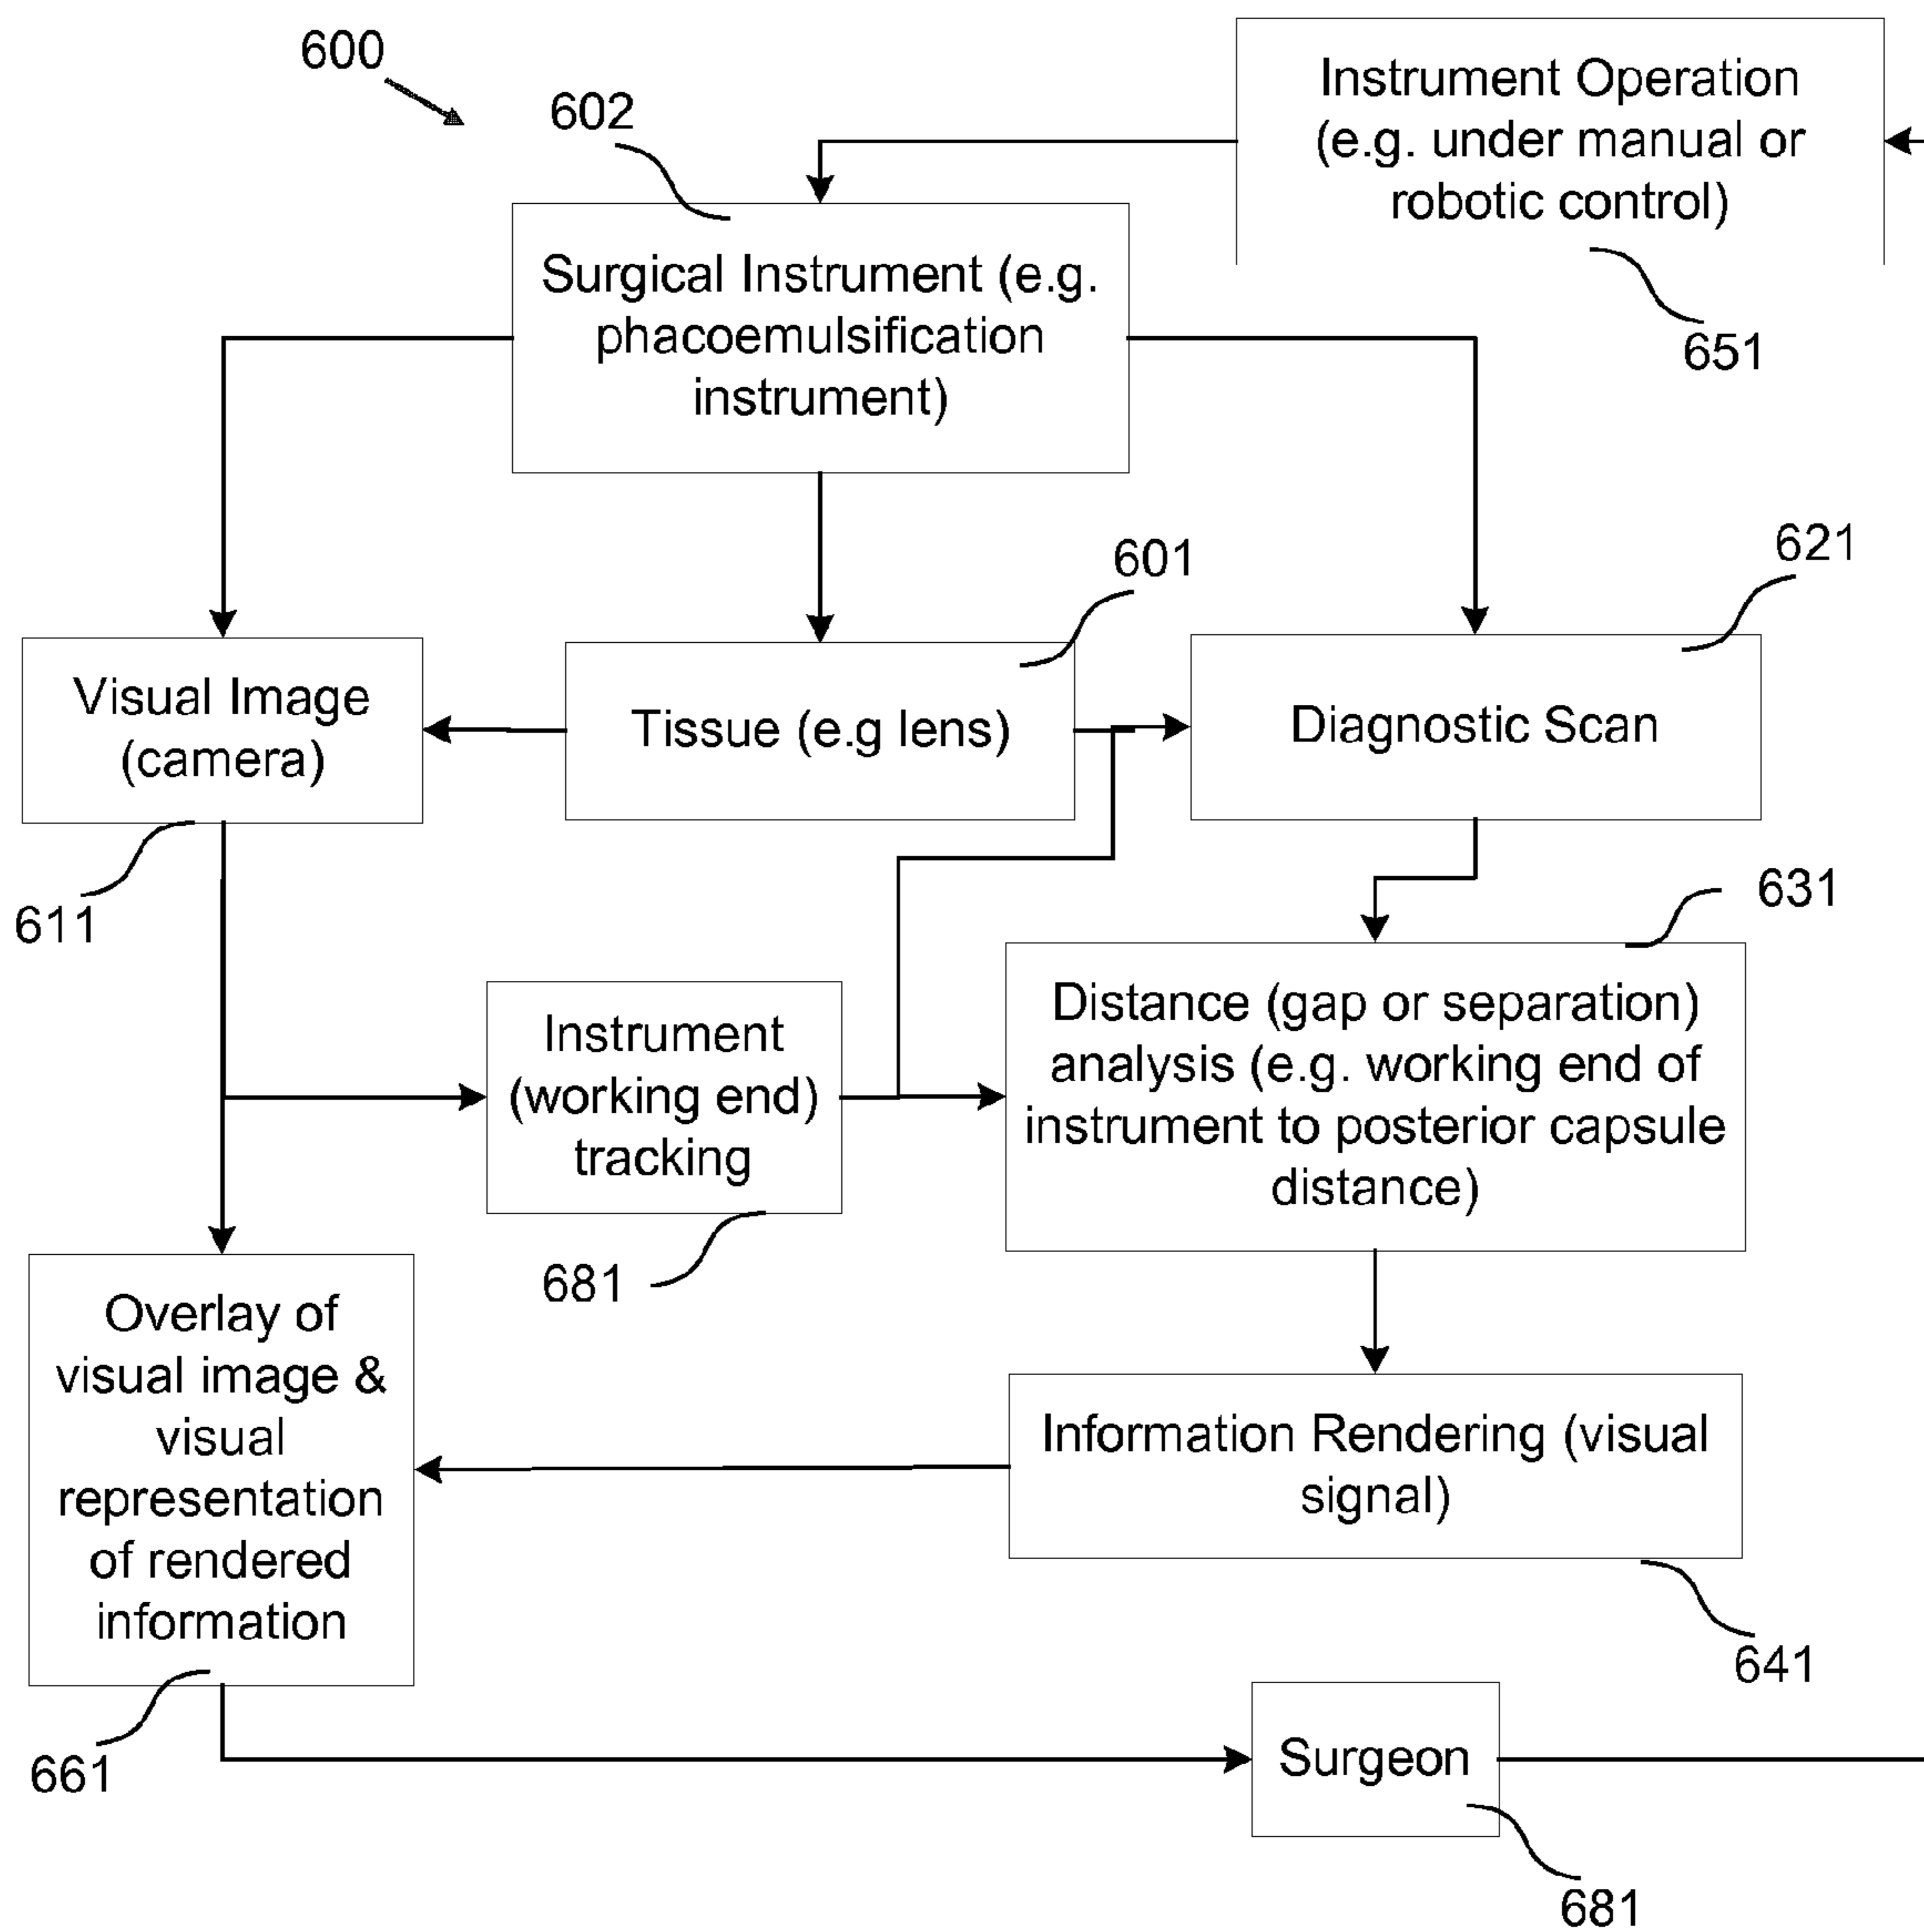 600
602
Instrument Operation
(e.g. under manual or
robotic control)
651
Surgical Instrument (e.g.
phacoemulsification
instrument)
601
621
Visual Image
(camera)
Tissue (e.g lens)
Diagnostic Scan
611
631
Instrument
(working end)
tracking
681
Distance (gap or separation)
analysis (e.g. working end of
instrument to posterior capsule
distance)
Overlay of
visual image &
visual
representation
of rendered
information
Information Rendering (visual
signal)
641
661
Surgeon
681